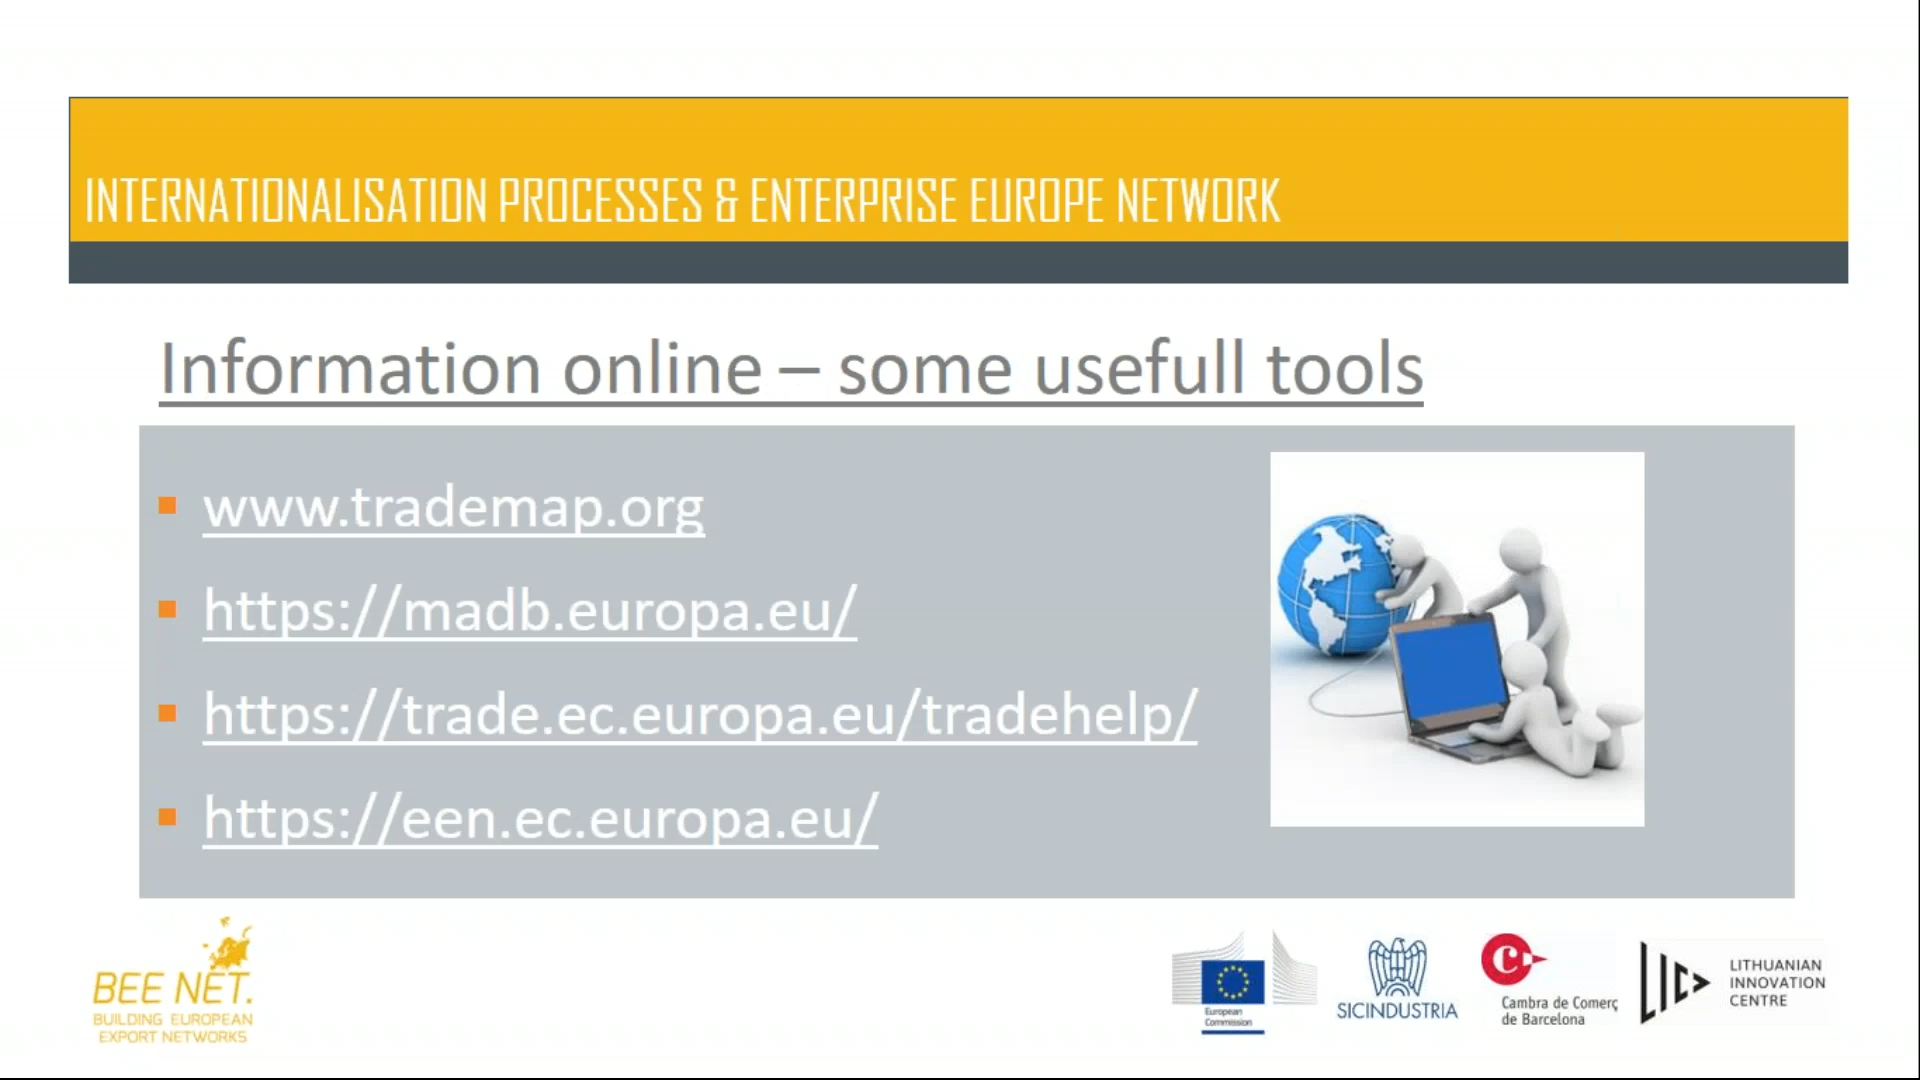 INTERNATIONALISATION PROCESSES & ENTERPRISE EUROPE NETWORK
Information online – some usefull tools
www.trademap.org
https://madb.europa.eu/
https://trade.ec.europa.eu/tradehelp/
https://een.ec.europa.eu/
BEE NET.
BUILDING EUROPEAN
EXPORT NETWORKS
European
Commission
SICINDUSTRIA
C
Cambra de Comerç
de Barcelona
LIC
LITHUANIAN
INNOVATION
CENTRE